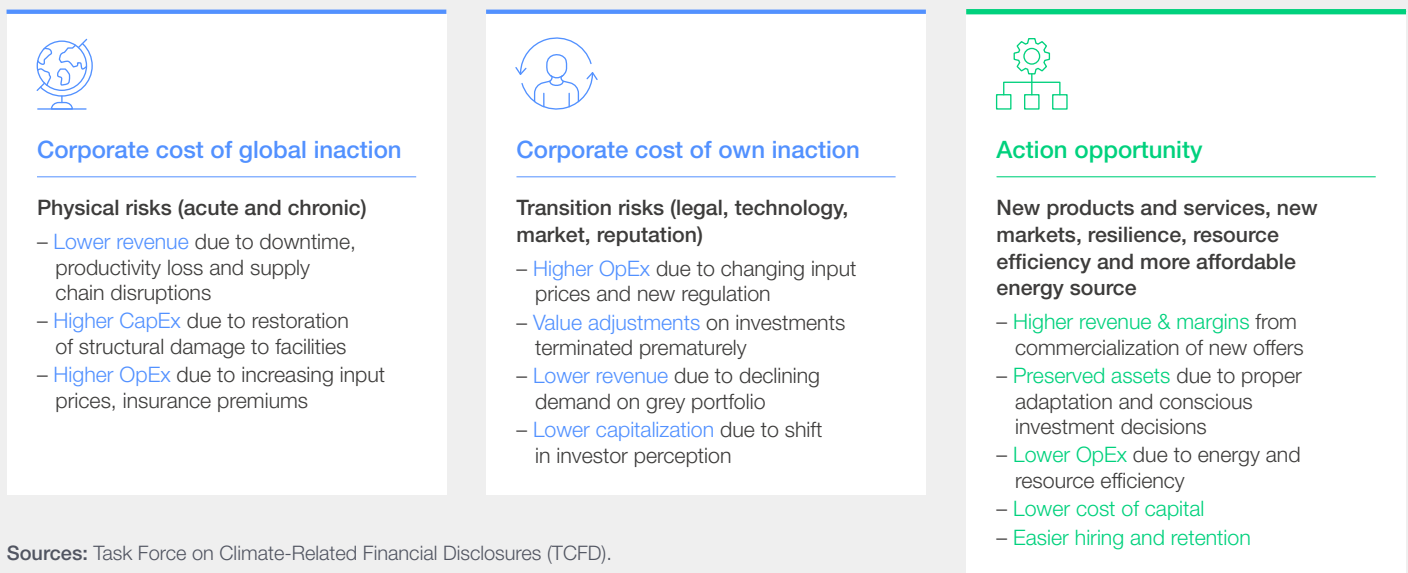 Corporate cost of global inaction
Physical risks (acute and chronic)
– Lower revenue due to downtime,
productivity loss and supply
chain disruptions
– Higher CapEx due to restoration
of structural damage to facilities
– Higher OpEx due to increasing input
prices, insurance premiums
Corporate cost of own inaction
Transition risks (legal, technology,
market, reputation)
– Higher OpEx due to changing input
prices and new regulation
– Value adjustments on investments
terminated prematurely
– Lower revenue due to declining
demand on grey portfolio
– Lower capitalization due to shift
in investor perception
Action opportunity
New products and services, new
markets, resilience, resource
efficiency and more affordable
energy source
– Higher revenue & margins from
commercialization of new offers
– Preserved assets due to proper
adaptation and conscious
investment decisions
– Lower OpEx due to energy and
resource efficiency
– Lower cost of capital
– Easier hiring and retention
Sources: Task Force on Climate-Related Financial Disclosures (TCFD).